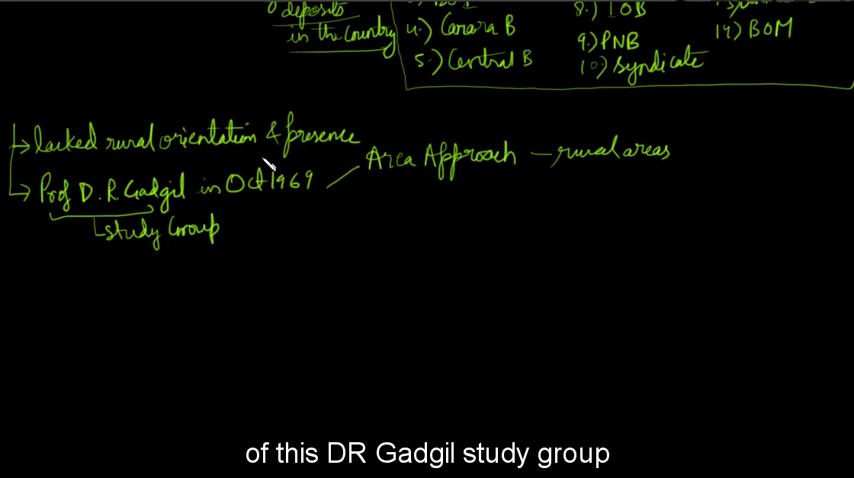 deposits
in the Country
4.) Canara B
5.) Central B
8.) IOB
9.) PNB
10.) Syndicate
14) BOM
lacked rural orientation & presence
Prof D. R. Gadgil in Oct 1969
Area Approach - rural areas
study Group
of this DR Gadgil study group